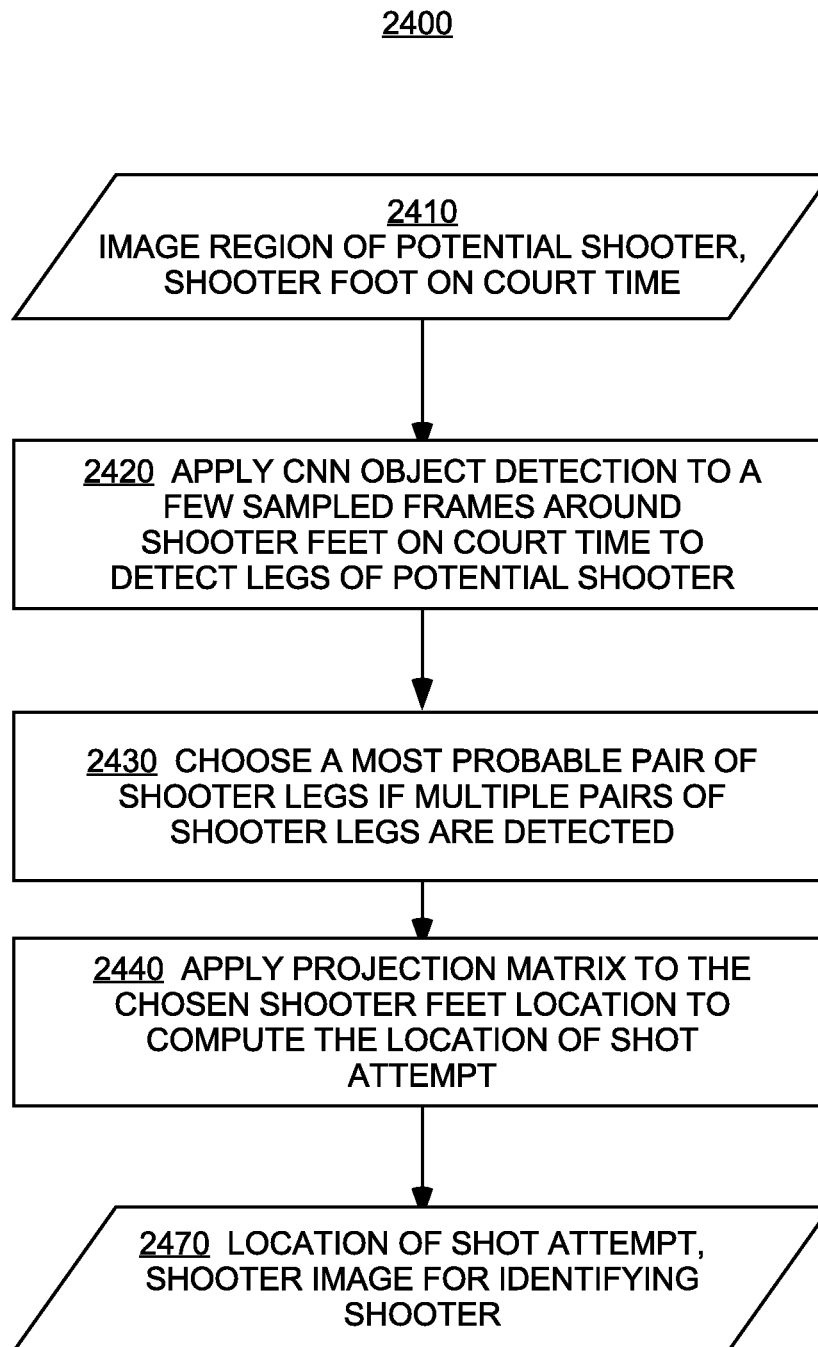 2400
2410
IMAGE REGION OF POTENTIAL SHOOTER,
SHOOTER FOOT ON COURT TIME
2420 APPLY CNN OBJECT DETECTION TO A
FEW SAMPLED FRAMES AROUND
SHOOTER FEET ON COURT TIME TO
DETECT LEGS OF POTENTIAL SHOOTER
2430 CHOOSE A MOST PROBABLE PAIR OF
SHOOTER LEGS IF MULTIPLE PAIRS OF
SHOOTER LEGS ARE DETECTED
2440 APPLY PROJECTION MATRIX TO THE
CHOSEN SHOOTER FEET LOCATION TO
COMPUTE THE LOCATION OF SHOT
ATTEMPT
2470 LOCATION OF SHOT ATTEMPT,
SHOOTER IMAGE FOR IDENTIFYING
SHOOTER